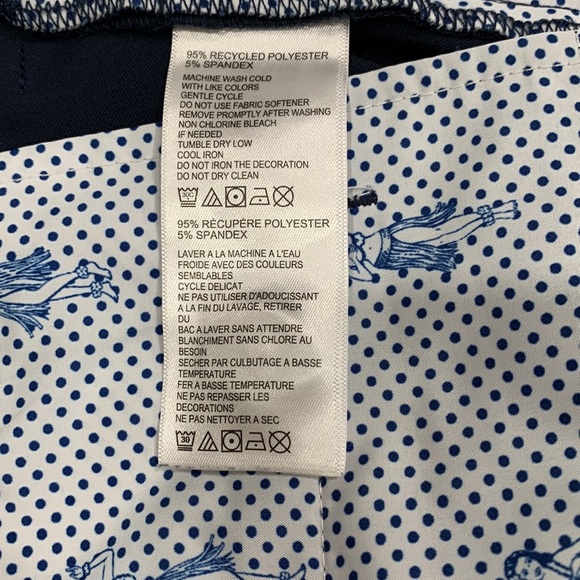 95% RECYCLED POLYESTER
5% SPANDEX
MACHINE WASH COLD
WITH LIKE COLORS
GENTLE CYCLE
DO NOT USE FABRIC SOFTENER
REMOVE PROMPTLY AFTER WASHING
NON CHLORINE BLEACH
IF NEEDED
TUMBLE DRY LOW
COOL IRON
DO NOT IRON THE DECORATION
DO NOT DRY CLEAN
30C
95% RÉCUPÉRE POLYESTER
5% SPANDEX
LAVER A LA MACHINE A L'EAU
FROIDE AVEC DES COULEURS
SEMBLABLES
CYCLE DELICAT
NE PAS UTILISER D'ADOUCISSANT
A LA FIN DU LAVAGE, RETIRER
DU
BAC A LAVER SANS ATTENDRE
BLANCHIMENT SANS CHLORE AU
BESOIN
SECHER PAR CULBUTAGE A BASSE
TEMPERATURE
FER A BASSE TEMPERATURE
NE PAS REPASSER LES
DECORATIONS
NE PAS NETTOYER A SEC
30